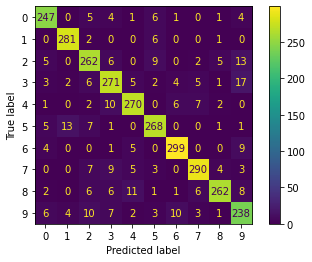 0 247 0 5 4 1 6 1 0 1 4 300
1 0 281 2 0 0 6 0 0 1 0 250
2 5 0 262 6 0 9 0 2 5 13
3 3 2 6 271 5 2 4 5 1 17 200
4 1 0 2 10 270 0 6 7 2 0
5 5 13 7 1 0 268 0 0 1 1 150
6 4 0 0 1 5 0 299 0 0 9
7 0 0 7 9 5 3 0 290 4 3 100
8 2 0 6 6 11 1 1 6 262 8 50
9 6 4 10 7 2 3 10 3 1 238 0
0 1 2 3 4 5 6 7 8 9
Predicted label
True label